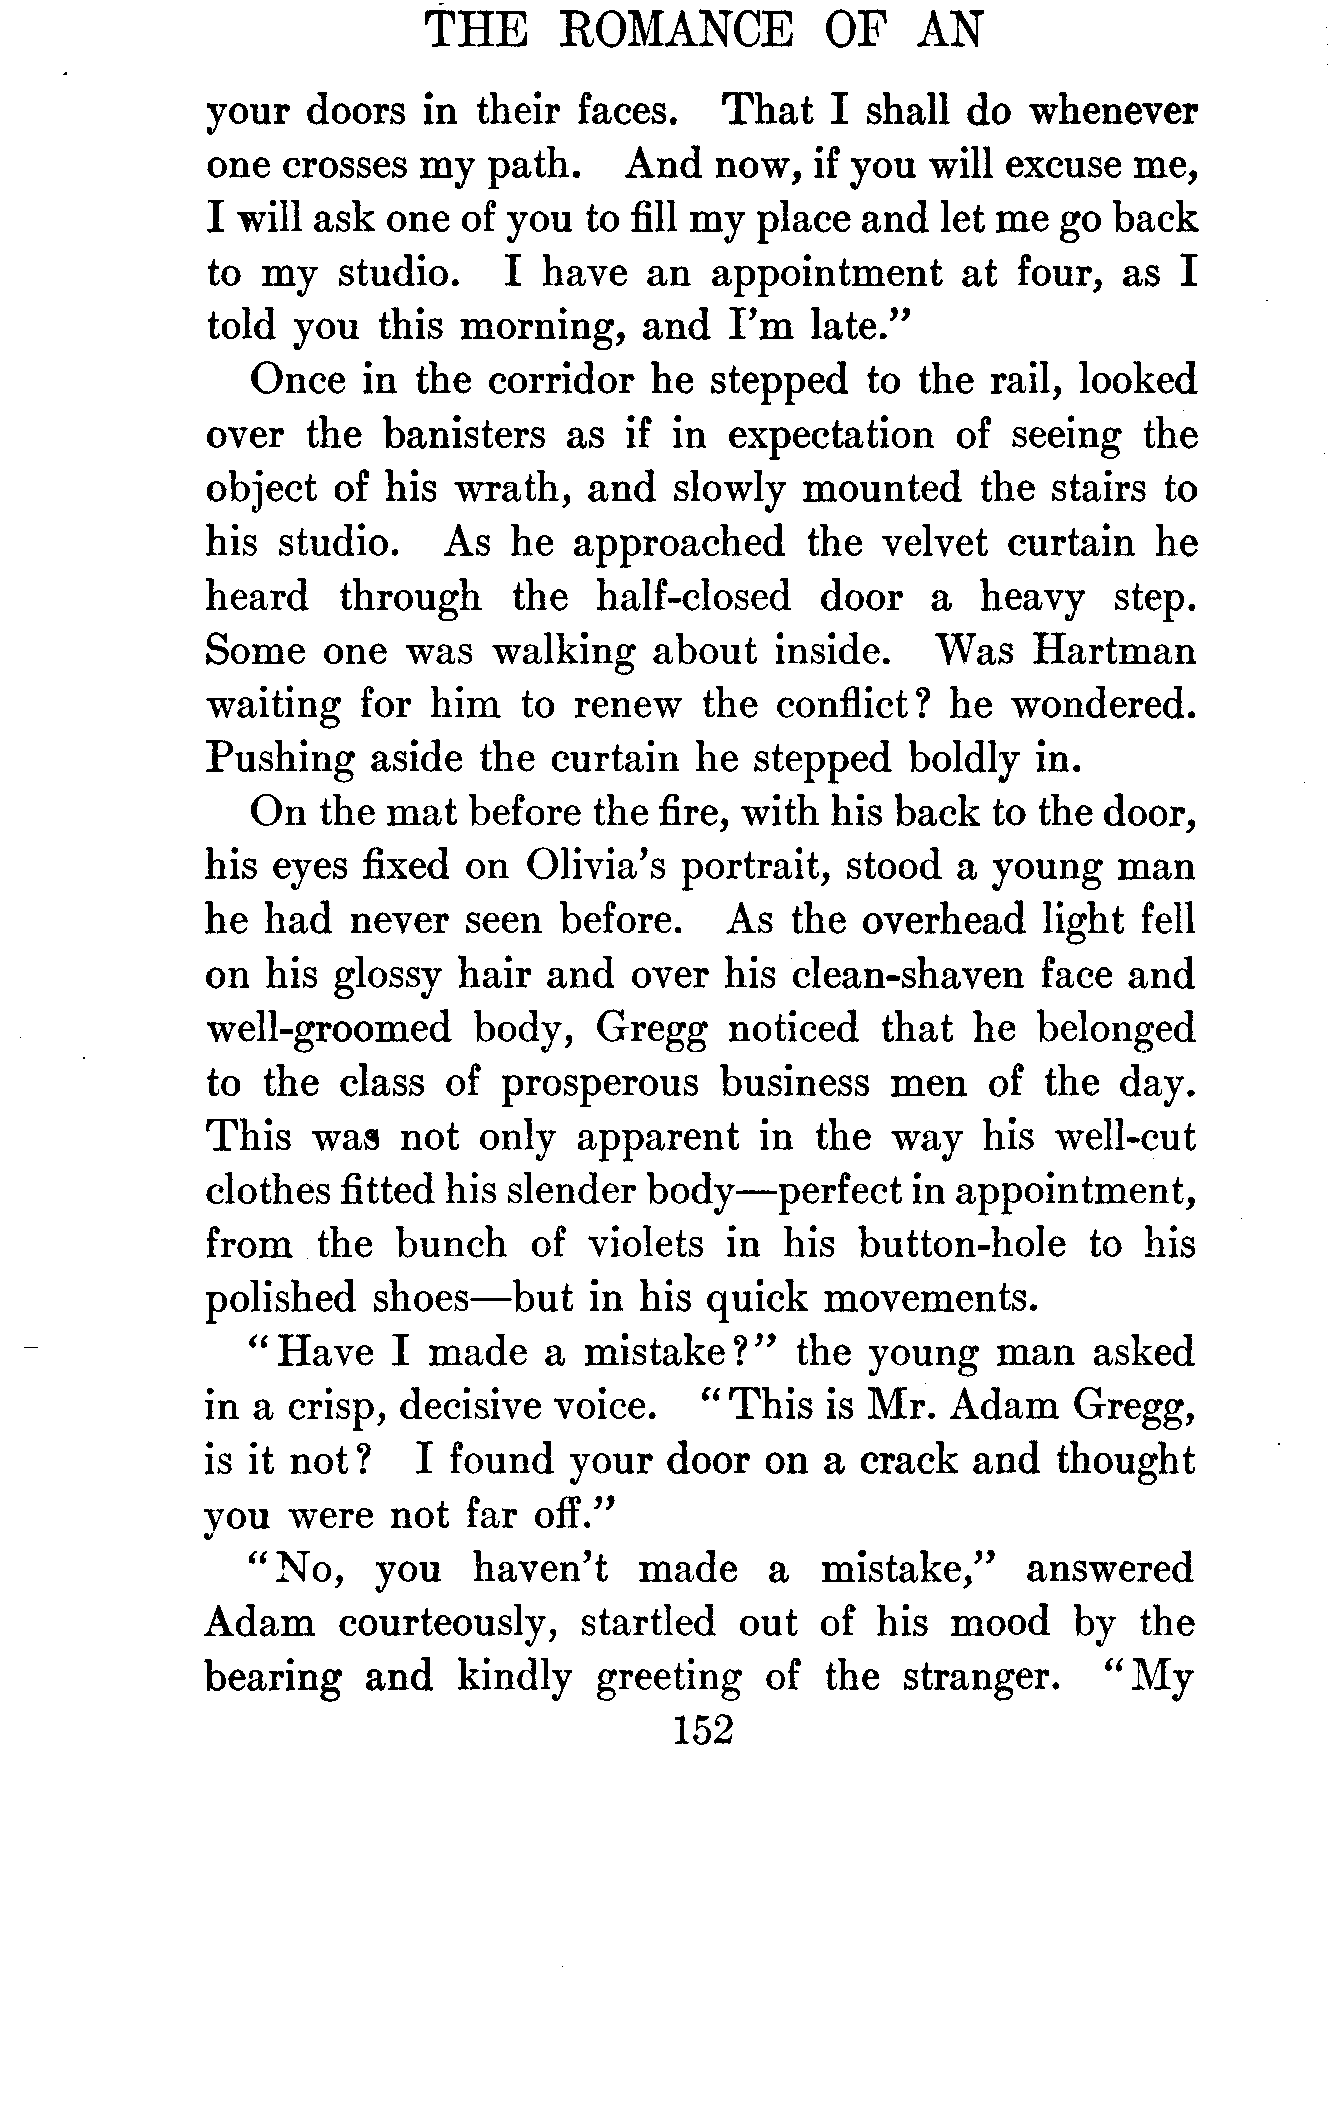 THE ROMANCE OF AN
your doors in their faces. That I shall do whenever
one crosses my path. And now, if you will excuse me,
I will ask one of you to fill my place and let me go back
to my studio. I have an appointment at four, as I
told you this morning, and I'm late."
Once in the corridor he stepped to the rail, looked
over the banisters as if in expectation of seeing the
object of his wrath, and slowly mounted the stairs to
his studio. As he approached the velvet curtain he
heard through the half-closed door a heavy step.
Some one was walking about inside. Was Hartman
waiting for him to renew the conflict? he wondered.
Pushing aside the curtain he stepped boldly in.
On the mat before the fire, with his back to the door,
his eyes fixed on Olivia's portrait, stood a young man
he had never seen before. As the overhead light fell
on his glossy hair and over his clean-shaven face and
well-groomed body, Gregg noticed that he belonged
to the class of prosperous business men of the day.
This was not only apparent in the way his well-cut
clothes fitted his slender body—perfect in appointment,
from the bunch of violets in his button-hole to his
polished shoes—but in his quick movements.
"Have I made a mistake?" the young man asked
in a crisp, decisive voice. "This is Mr. Adam Gregg,
is it not? I found your door on a crack and thought
you were not far off."
"No, you haven't made a mistake," answered
Adam courteously, startled out of his mood by the
bearing and kindly greeting of the stranger. "My
152